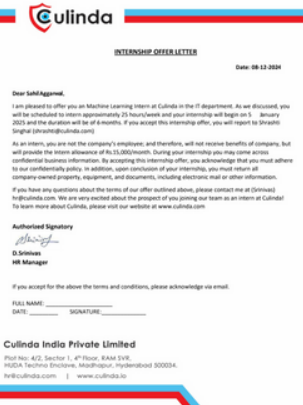 Culinda
INTERNSHIP OFFER LETTER
Date: 08-12-2024
Dear Sahil Aggarwal,
I am pleased to offer you an Machine Learning Intern at Culinda in the IT department. As we discussed, you
will be scheduled to intern approximately 25 hours/week and your internship will begin on 5 January
2025 and the duration will be of 6 months. If you accept this internship offer, you will report to Shrashti
Singhal (shrashti@culinda.com)
As an intern, you are not the company's employee; and therefore, will not receive benefits of company, but
will provide the Intern allowance of Rs.15,000/month. During your internship you may come across
confidential business information. By accepting this internship offer, you acknowledge that you must adhere
to our confidentially policy. In addition, upon conclusion of your internship, you must return all
company-owned property, equipment, and documents, including electronic mail or other information.
If you have any questions about the terms of our offer outlined above, please contact me at (Srinivas)
hr@culinda.com. We are very excited about the prospect of you joining our team as an intern at Culinda!
To learn more about Culinda, please visit our website at www.culinda.com
Authorized Signatory
D.Srinivas
HR Manager
If you accept for the above the terms and conditions, please acknowledge via email.
FULL NAME:
DATE: SIGNATURE:
Culinda India Private Limited
Plot No: 4/2, Sector 1, 4th Floor, RAM SVR,
HUDA Techno Enclave, Madhapur, Hyderabad 500034.
hr@culinda.com | www.culinda.io